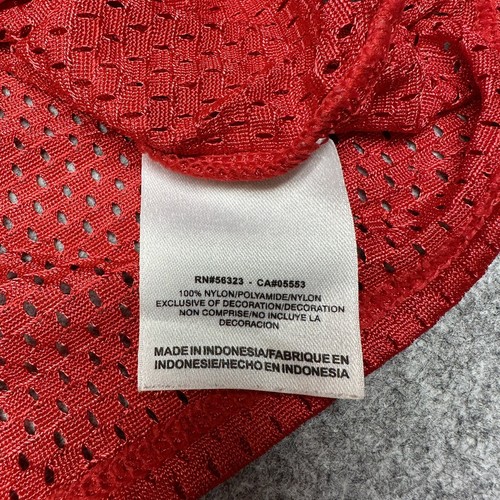 RN#56323 - CA#05553
100% NYLON/POLYAMIDE/NYLON
EXCLUSIVE OF DECORATION/DECORATION
NON COMPRISE/NO INCLUYE LA
DECORACIÓN
MADE IN INDONESIA/FABRIQUE EN
INDONESIE/HECHO EN INDONESIA